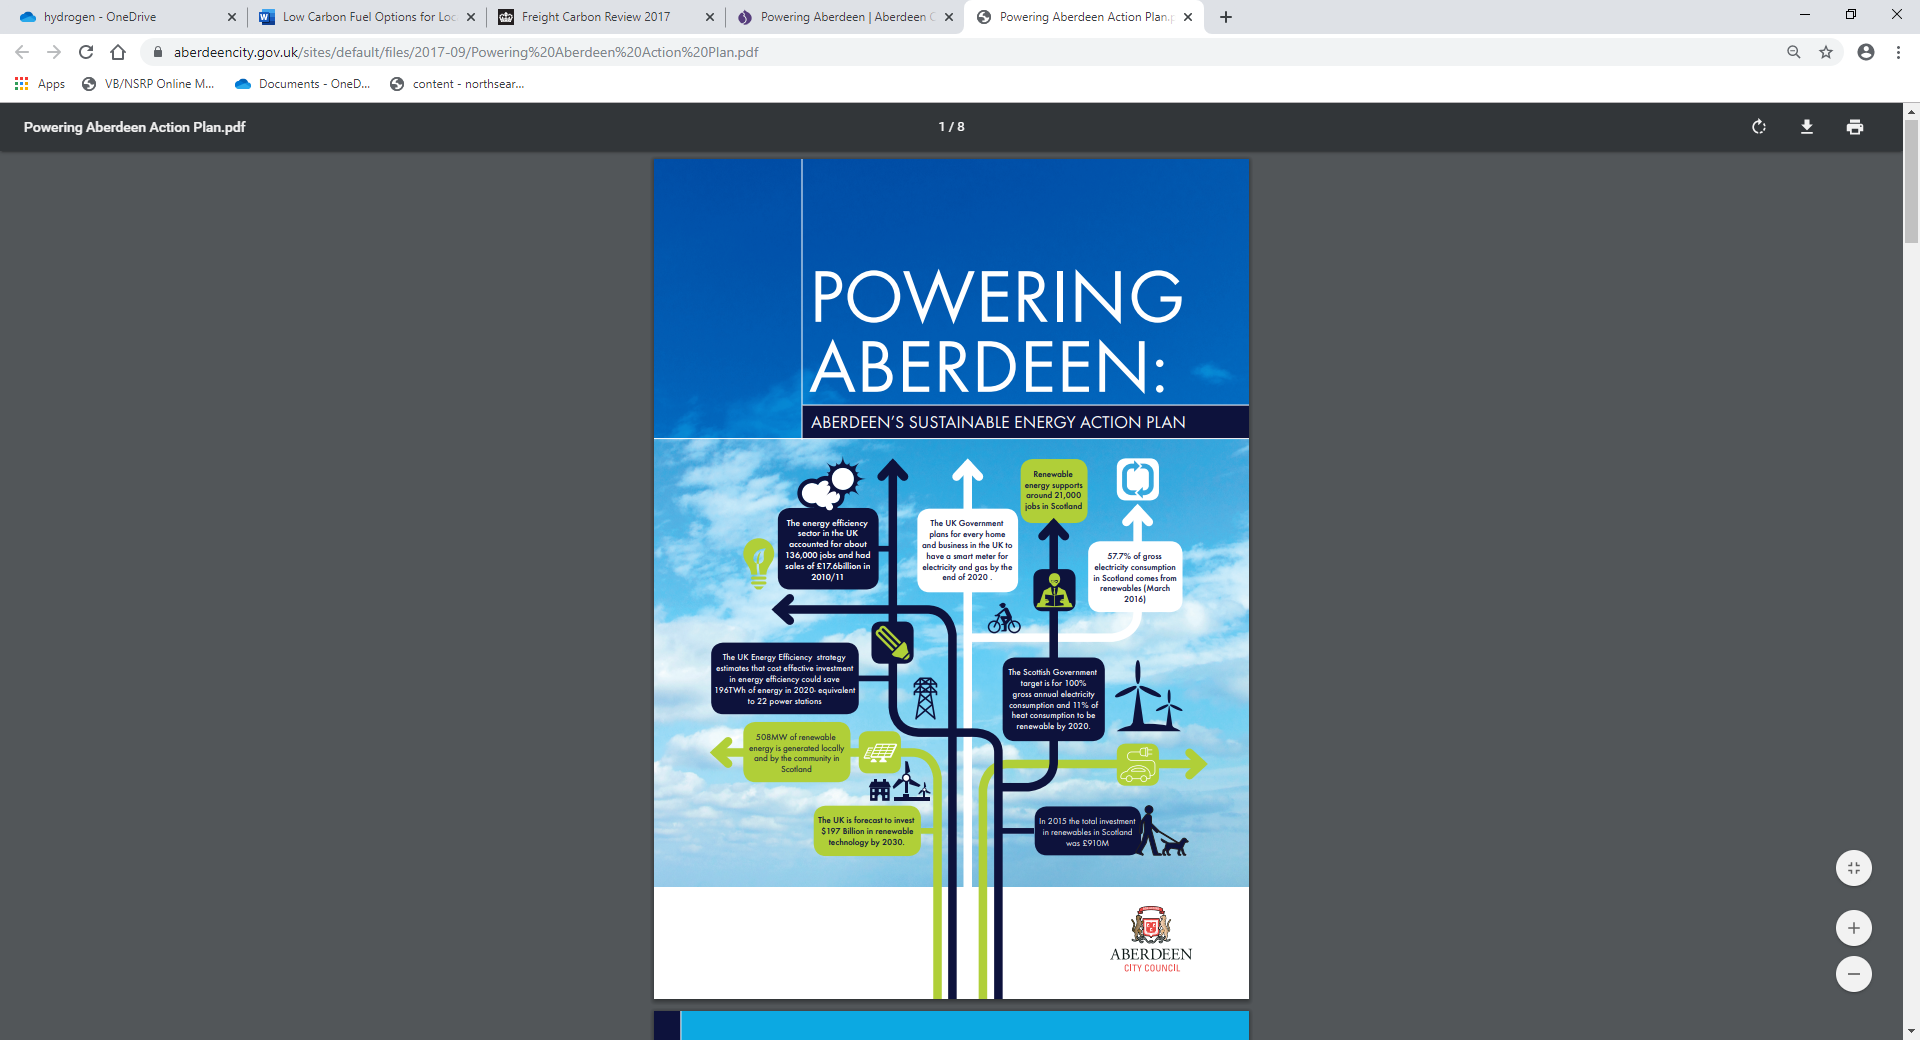 hydrogen - OneDrive
Low Carbon Fuel Options for Loc
Freight Carbon Review 2017
Powering Aberdeen | Aberdeen C
Powering Aberdeen Action Plan.p
aberdeencity.gov.uk/sites/default/files/2017-09/Powering%20Aberdeen%20Action%20Plan.pdf
Apps
VB/NSRP Online M...
Documents - OneD...
content - northsear...
Powering Aberdeen Action Plan.pdf
1 / 8
POWERING
ABERDEEN:
ABERDEEN'S SUSTAINABLE ENERGY ACTION PLAN
Renewable
energy supports
around 21,000
jobs in Scotland
The energy efficiency
sector in the UK
accounted for about
136,000 jobs and had
sales of £17.6billion in
2010/11
The UK Government
plans for every home
and business in the UK to
have a smart meter for
electricity and gas by the
end of 2020 .
57.7% of gross
electricity consumption
in Scotland comes from
renewables (March
2016)
The UK Energy Efficiency  strategy
estimates that cost effective investment
in energy efficiency could save
196TWh of energy in 2020- equivalent
to 22 power stations
The Scottish Government
target is for 100%
gross annual electricity
consumption and 11% of
heat consumption to be
renewable by 2020.
508MW of renewable
energy is generated locally
and by the community in
Scotland
The UK is forecast to invest
$197 Billion in renewable
technology by 2030.
In 2015 the total investment
in renewables in Scotland
was £910M
ABERDEEN
CITY COUNCIL